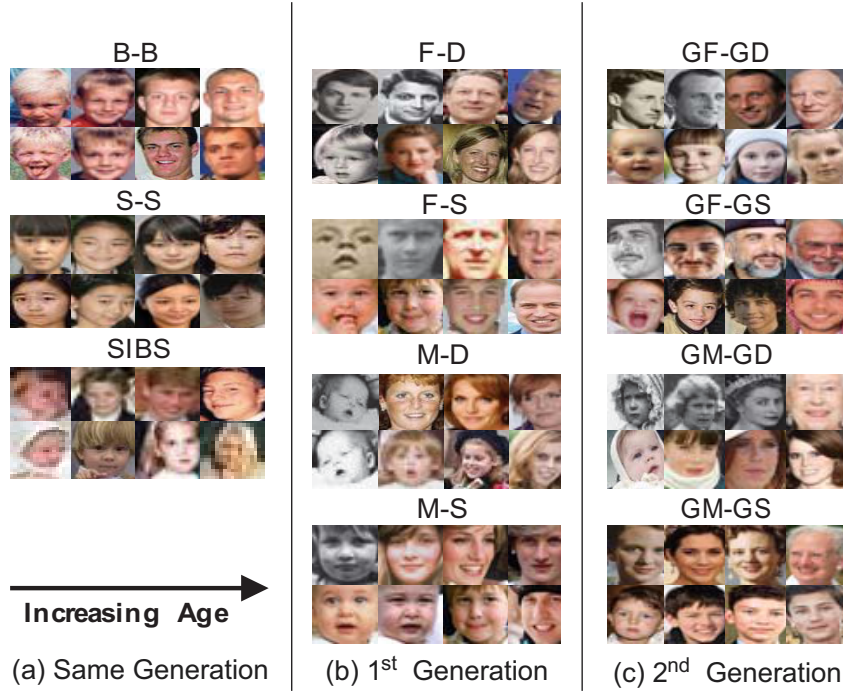 B-B
S-S
SIBS
Increasing Age
(a) Same Generation
F-D
F-S
M-D
M-S
(b) 1st Generation
GF-GD
GF-GS
GM-GD
GM-GS
(c) 2nd Generation